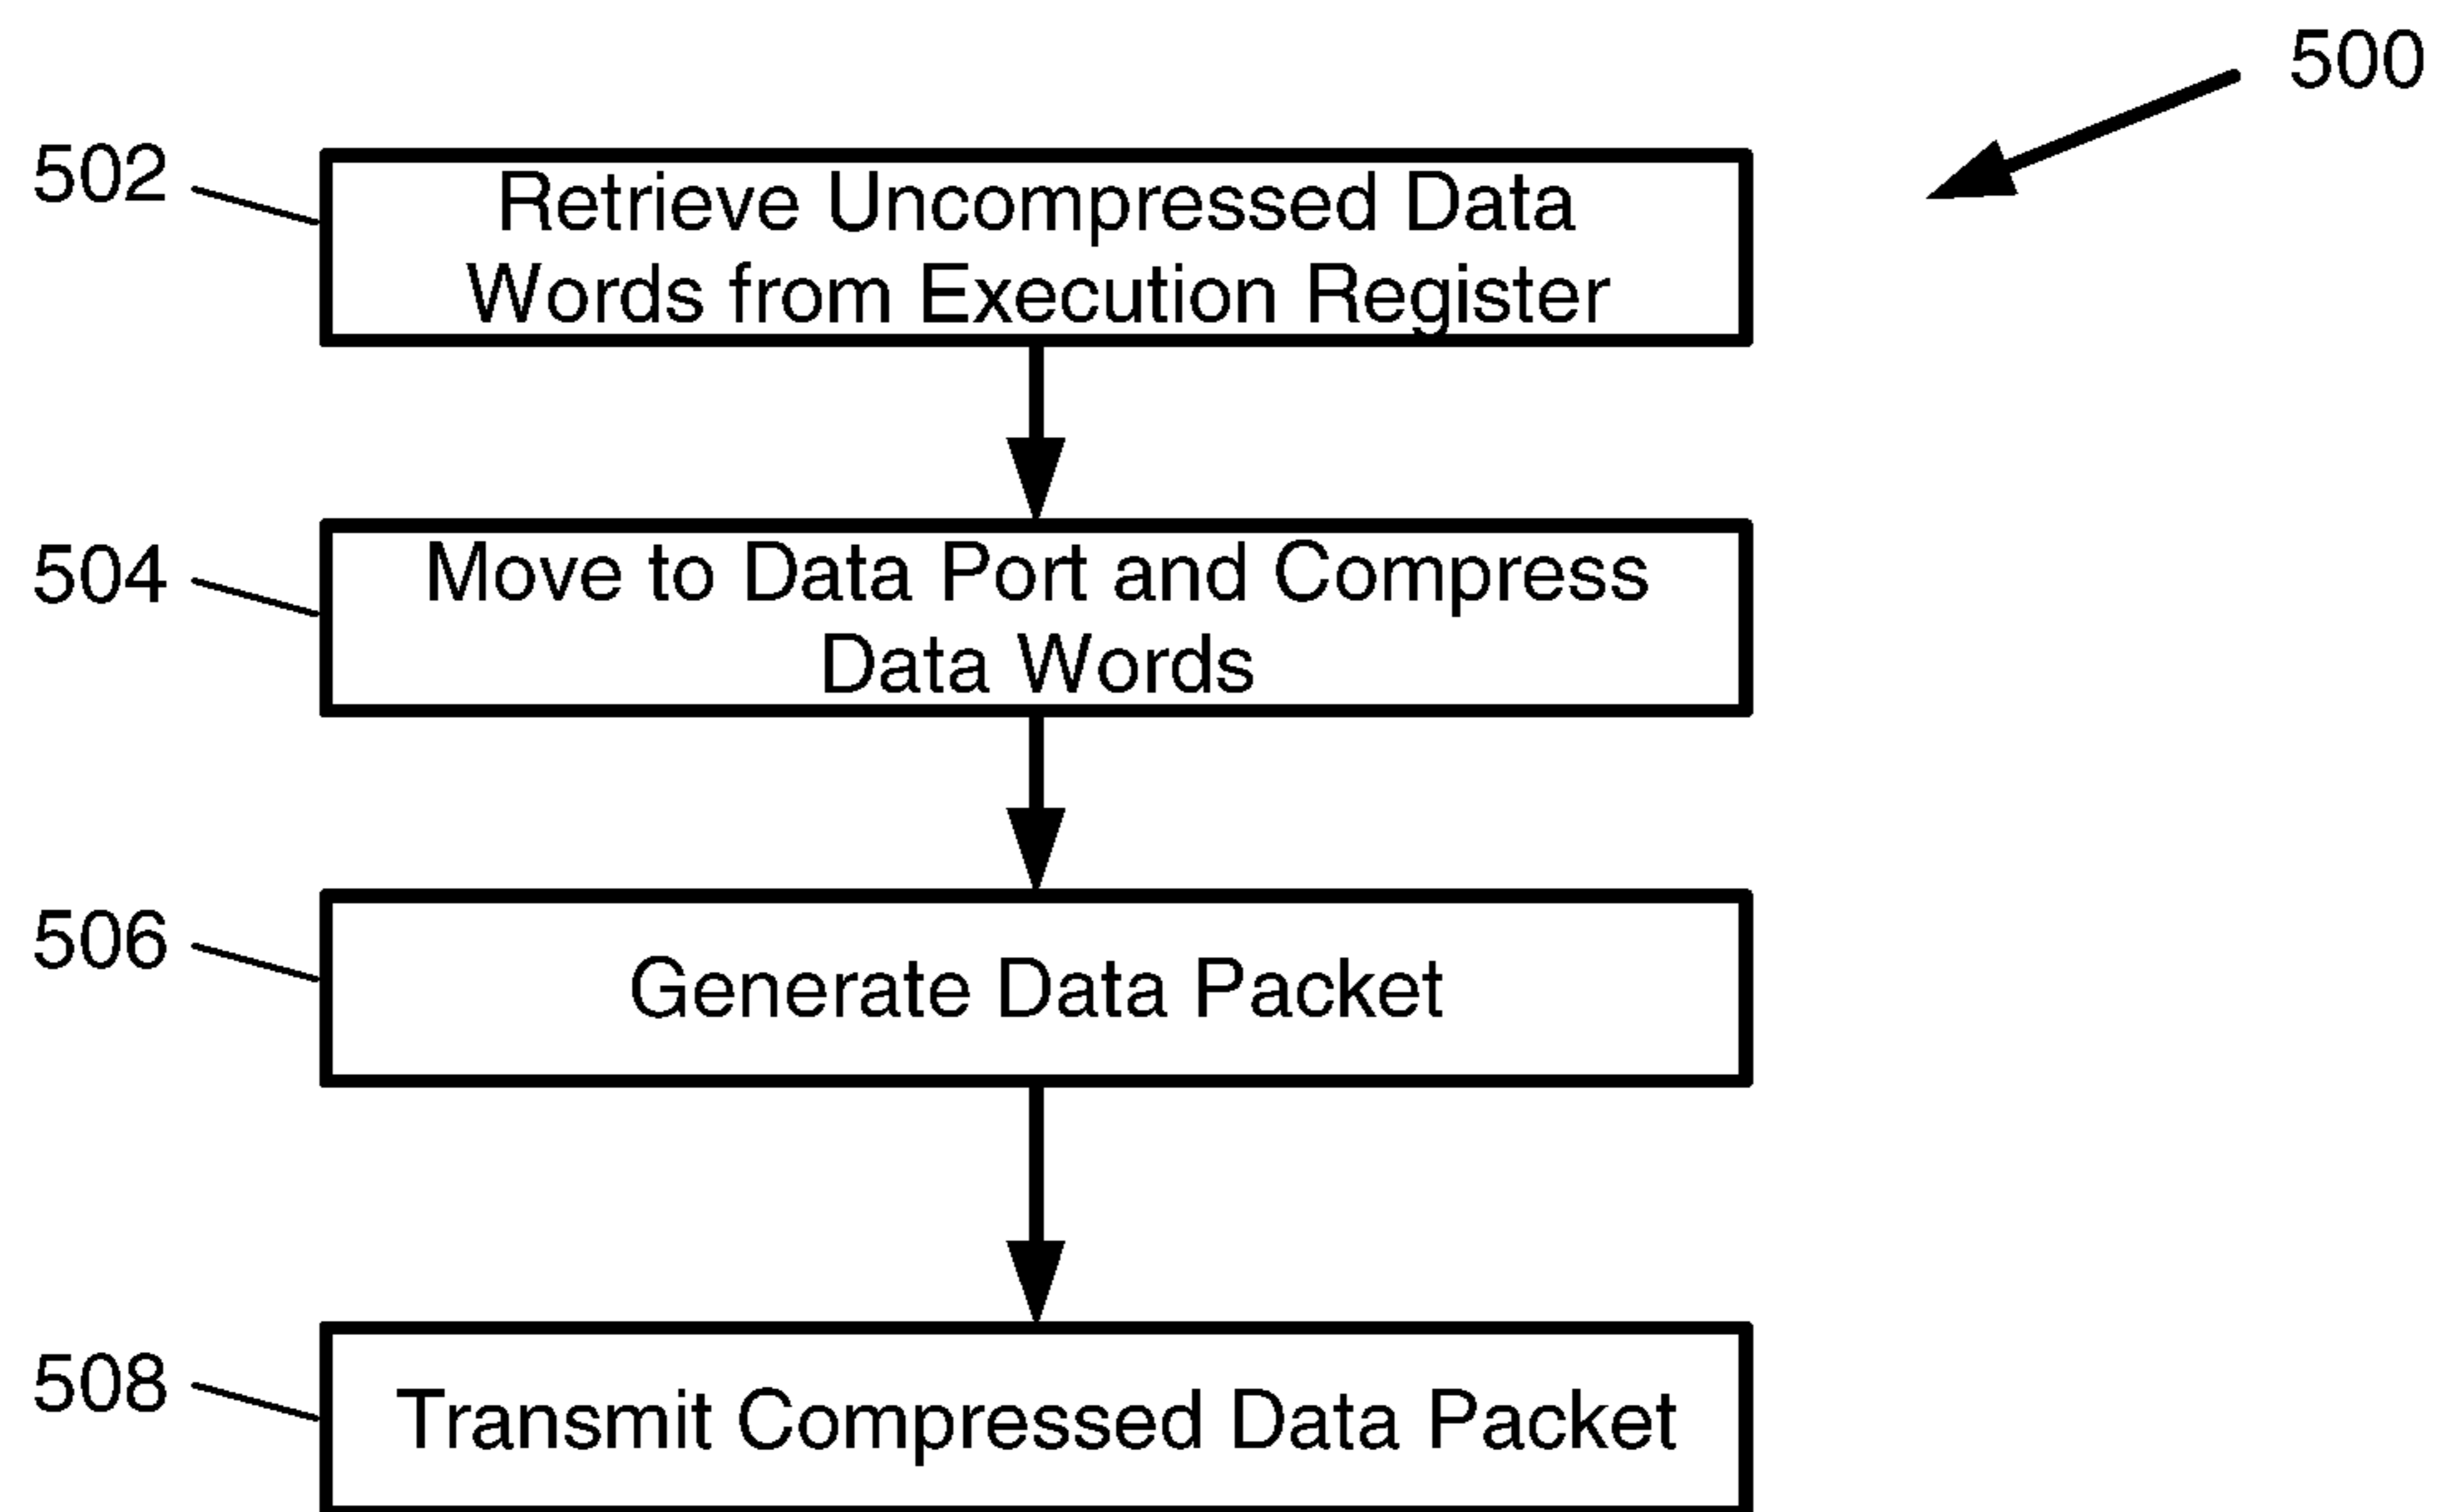 500
502
Retrieve Uncompressed Data
Words from Execution Register
504
Move to Data Port and Compress
Data Words
506
Generate Data Packet
508
Transmit Compressed Data Packet